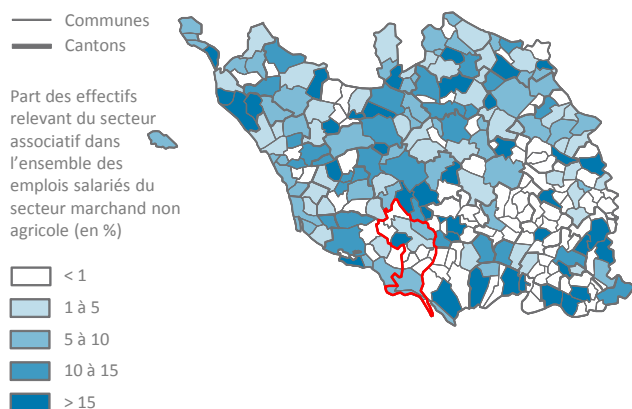 Communes
Cantons
Part des effectifs
relevant du secteur
associatif dans
l’ensemble des
emplois salariés du
secteur marchand non
agricole (en %)
< 1
1 à 5
5 à 10
10 à 15
> 15